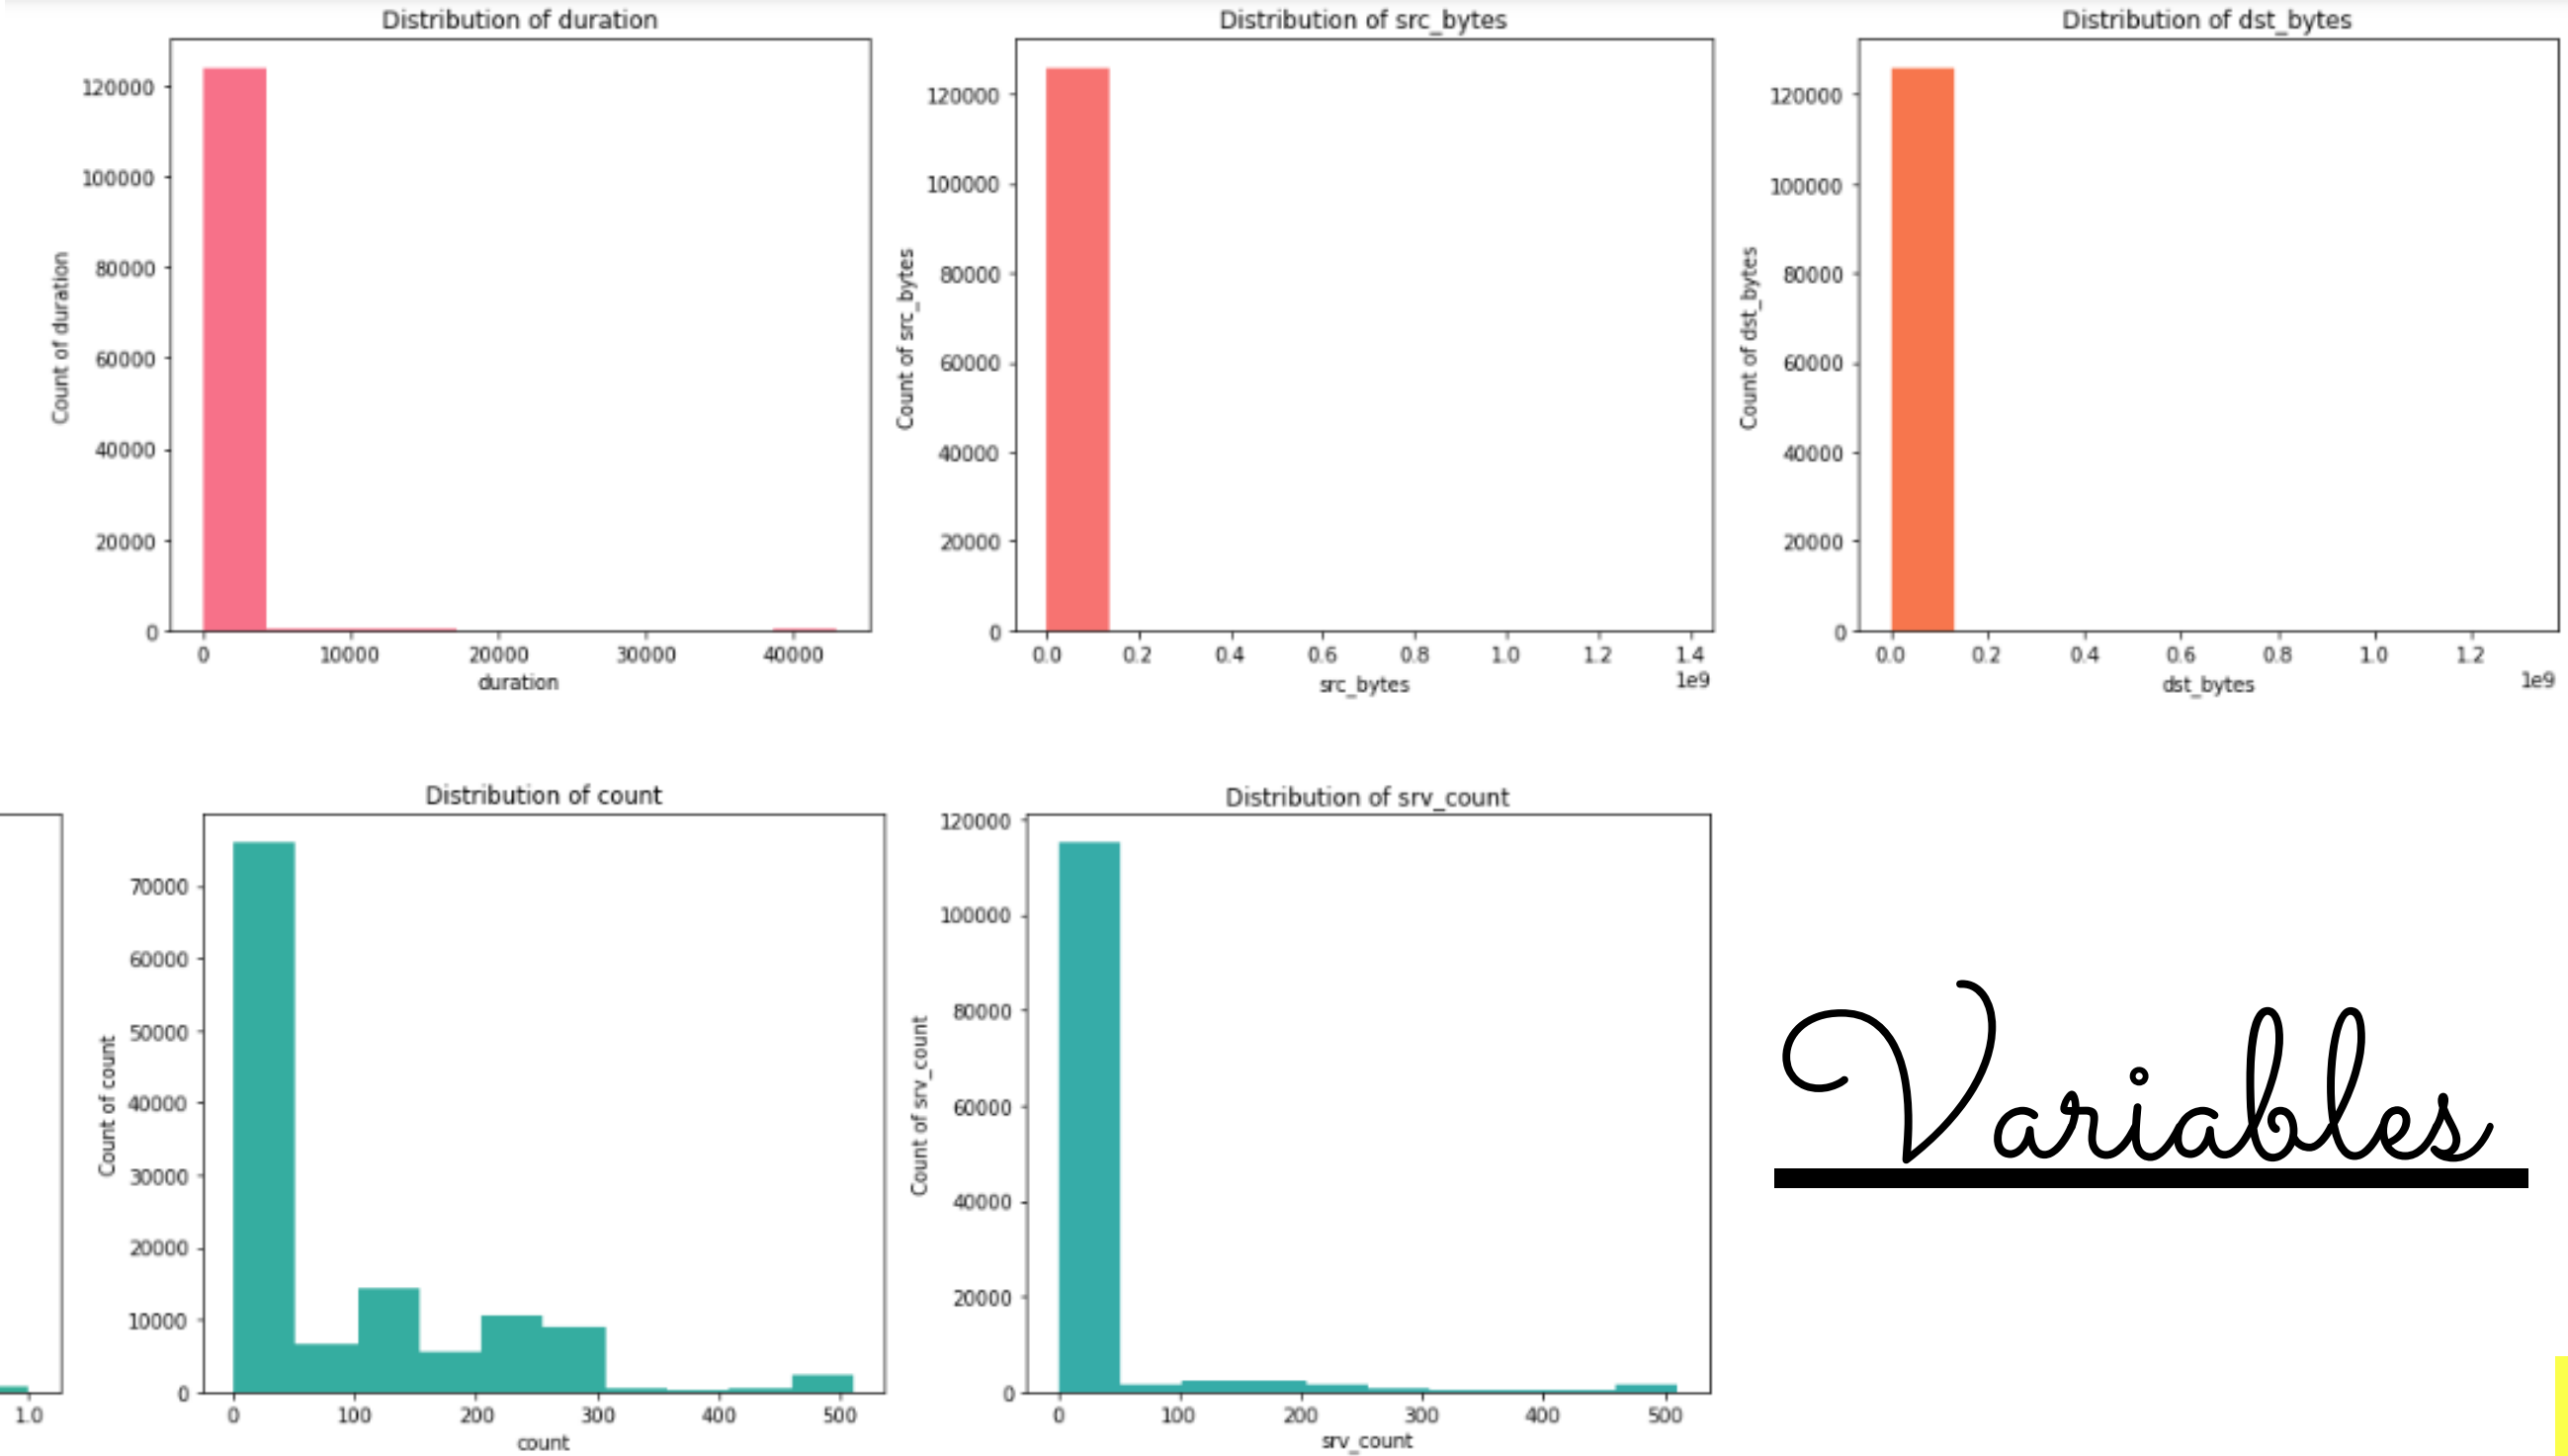 Distribution of duration
120000
100000
80000
60000
40000
20000
0
Count of duration
0 10000 20000 30000 40000
duration
Distribution of src_bytes
120000
100000
80000
60000
40000
20000
0
Count of src_bytes
0.0 0.2 0.4 0.6 0.8 1.0 1.2 1.4
1e9
src_bytes
Distribution of dst_bytes
120000
100000
80000
60000
40000
20000
0
Count of dst_bytes
0.0 0.2 0.4 0.6 0.8 1.0 1.2
1e9
dst_bytes
1.0
Distribution of count
70000
60000
50000
40000
30000
20000
10000
0
Count of count
0 100 200 300 400 500
count
Distribution of srv_count
120000
100000
80000
60000
40000
20000
0
Count of srv_count
0 100 200 300 400 500
srv_count
Variables